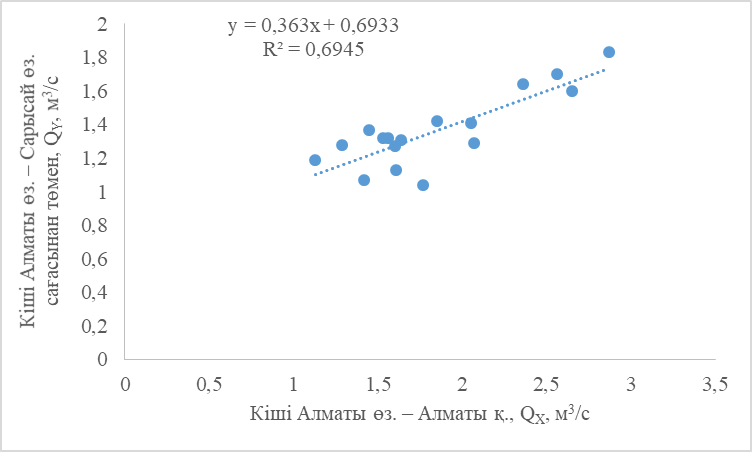 y = 0,363x + 0,6933
R² = 0,6945
Кіші Алматы өз. – Сарысай өз.
сағасынан төмен, QY, м³/с
2
1,8
1,6
1,4
1,2
1
0,8
0,6
0,4
0,2
0
0 0,5 1 1,5 2 2,5 3 3,5
Кіші Алматы өз. – Алматы қ., QX, м³/с